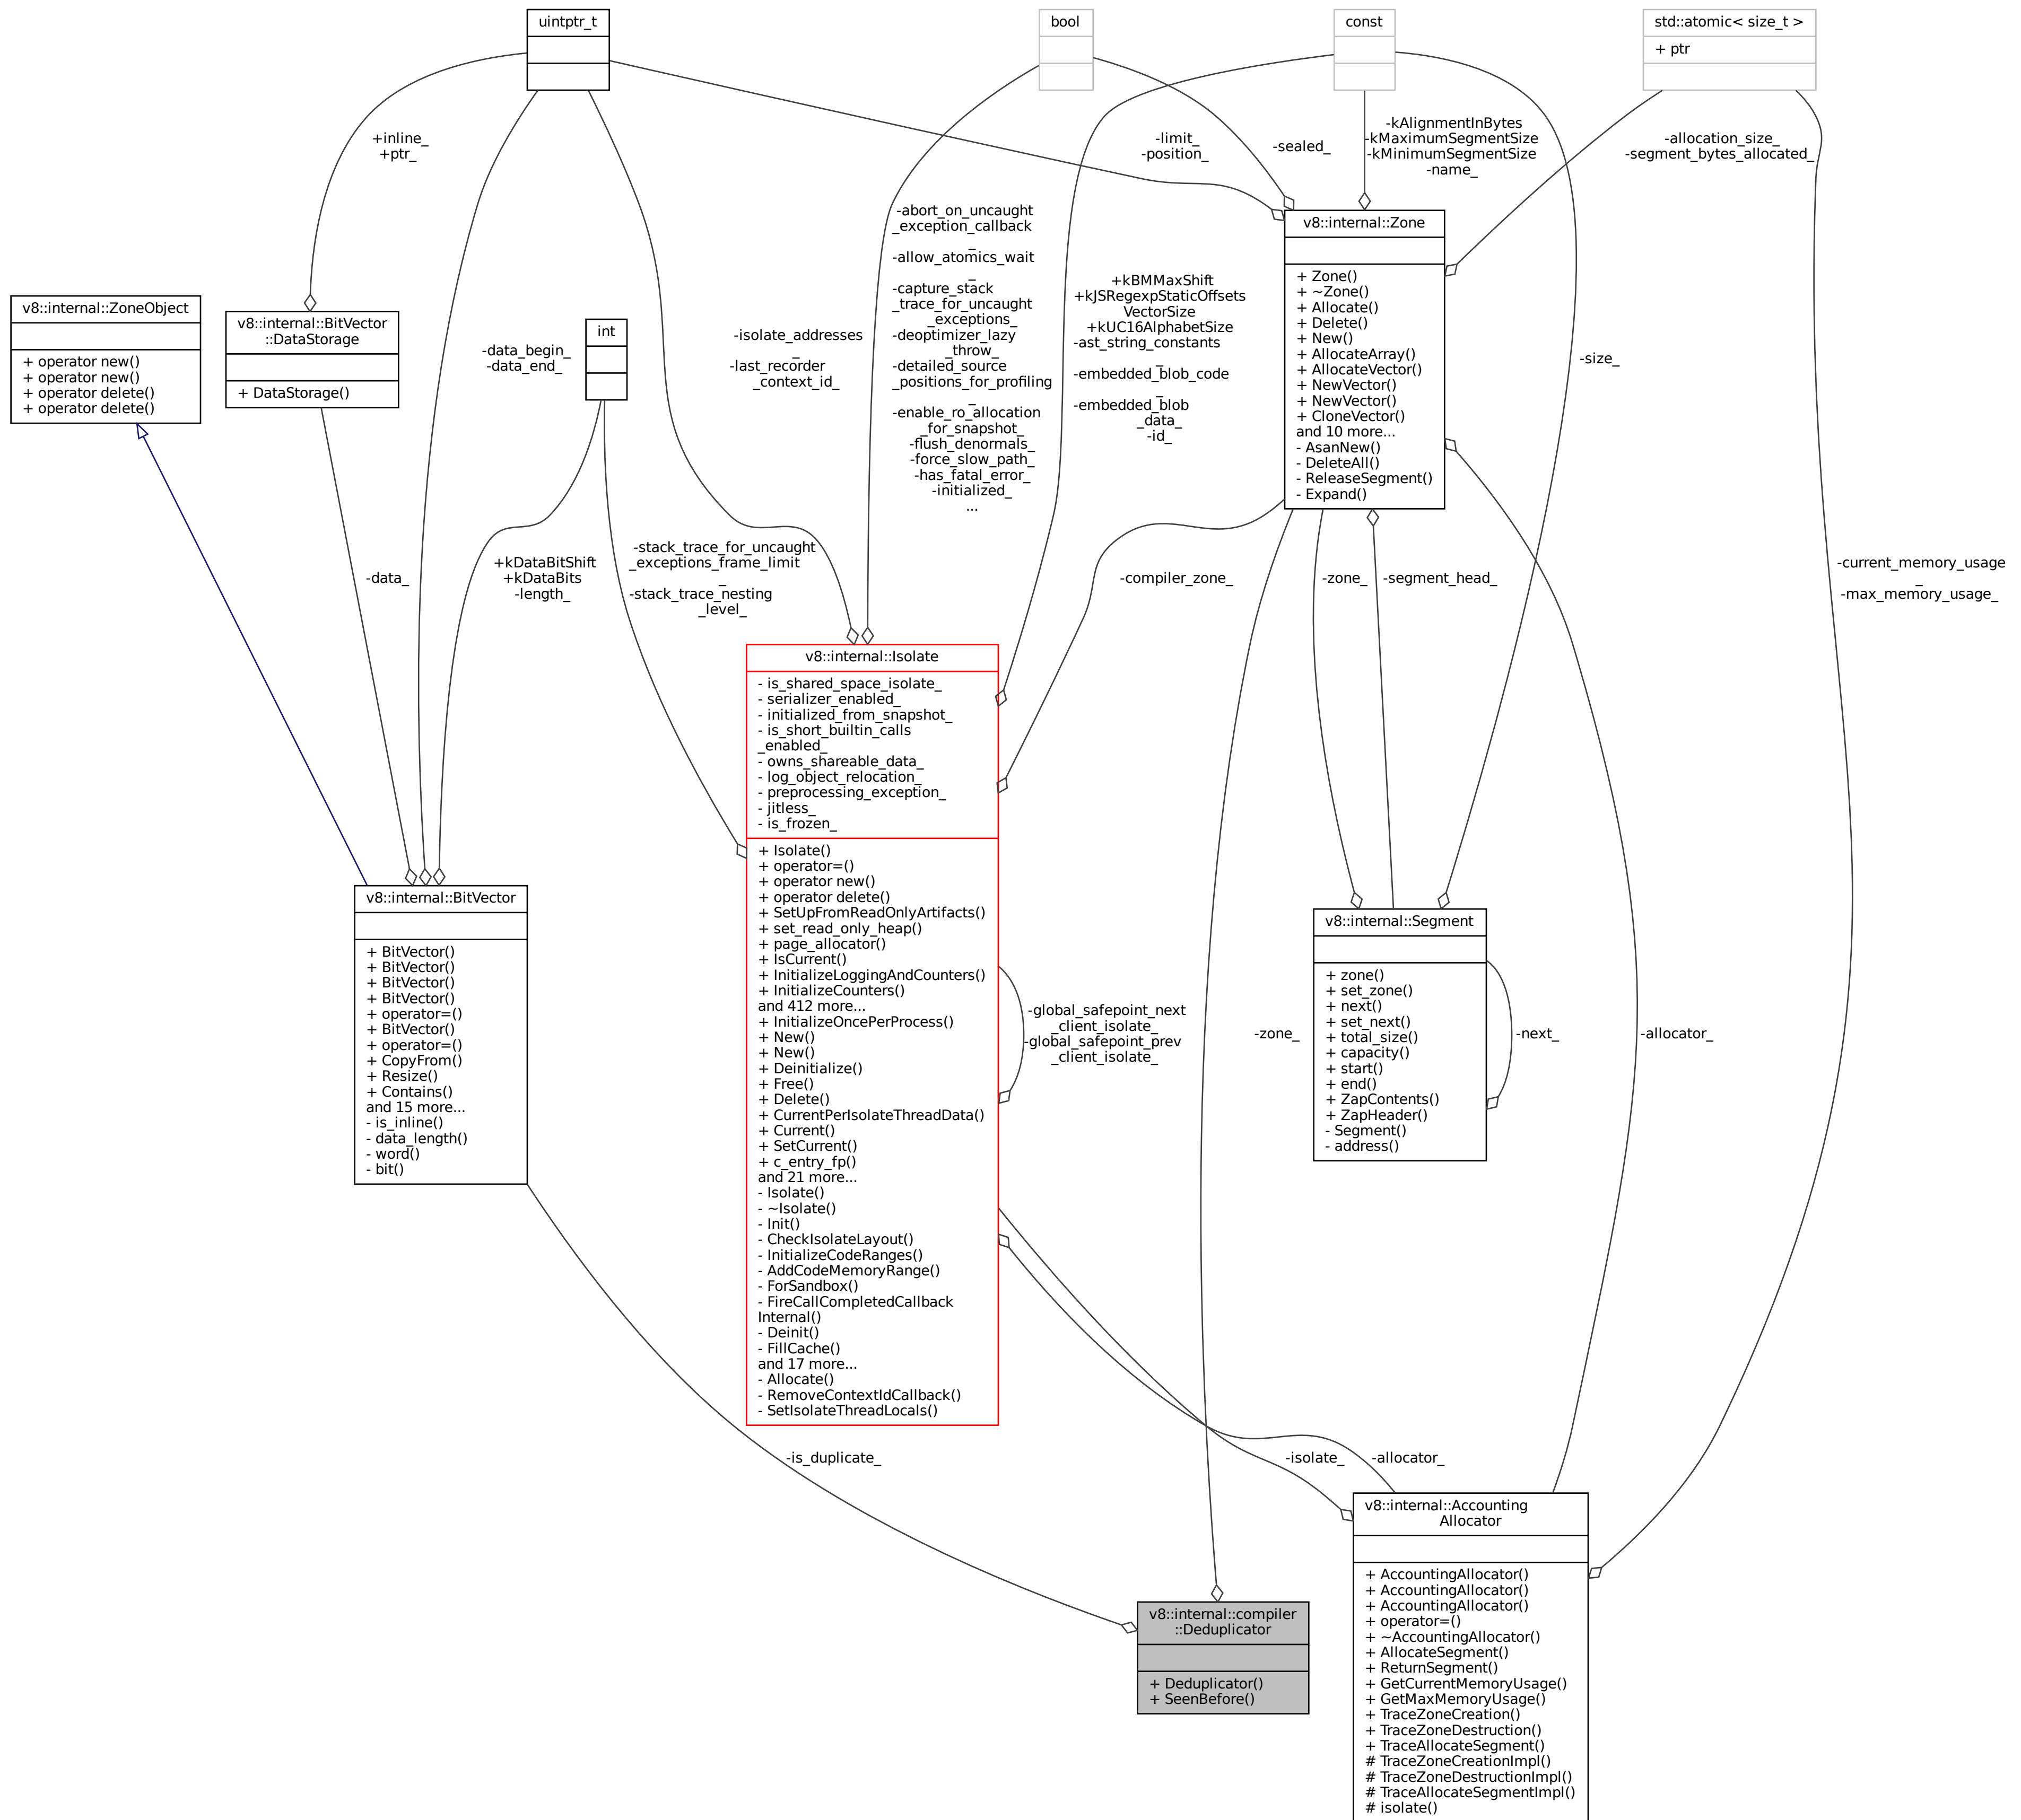 uintptr_t
bool
const
std::atomic< size_t >
+ ptr
+inline_
+ptr_
-limit_
-position_
-sealed_
-kAlignmentInBytes
-kMaximumSegmentSize
-kMinimumSegmentSize
-name_
-allocation_size_
-segment_bytes_allocated_
v8::internal::ZoneObject
+ operator new()
+ operator new()
+ operator delete()
+ operator delete()
v8::internal::BitVector
::DataStorage
+ DataStorage()
-data_begin_
-data_end_
int
-isolate_addresses
_
-last_recorder
_context_id_
-abort_on_uncaught
_exception_callback
_
-allow_atomics_wait
_
-capture_stack
_trace_for_uncaught
_exceptions_
-deoptimizer_lazy
_throw_
-detailed_source
_positions_for_profiling
_
-enable_ro_allocation
_for_snapshot_
-flush_denormals_
-force_slow_path_
-has_fatal_error_
-initialized_
...
+kBMMaxShift
+kJSRegexpStaticOffsets
VectorSize
+kUC16AlphabetSize
-ast_string_constants
_
-embedded_blob_code
_
-embedded_blob
_data_
-id_
v8::internal::Zone
+ Zone()
+ ~Zone()
+ Allocate()
+ Delete()
+ New()
+ AllocateArray()
+ AllocateVector()
+ NewVector()
+ NewVector()
+ CloneVector()
and 10 more...
- AsanNew()
- DeleteAll()
- ReleaseSegment()
- Expand()
-size_
-data_
+kDataBitShift
+kDataBits
-length_
-stack_trace_for_uncaught
_exceptions_frame_limit
_
-stack_trace_nesting
_level_
-compiler_zone_
-zone_
-segment_head_
-current_memory_usage
_
-max_memory_usage_
v8::internal::Isolate
- is_shared_space_isolate_
- serializer_enabled_
- initialized_from_snapshot_
- is_short_builtin_calls
_enabled_
- owns_shareable_data_
- log_object_relocation_
- preprocessing_exception_
- jitless_
- is_frozen_
+ Isolate()
+ operator=()
+ operator new()
+ operator delete()
+ SetUpFromReadOnlyArtifacts()
+ set_read_only_heap()
+ page_allocator()
+ IsCurrent()
+ InitializeLoggingAndCounters()
+ InitializeCounters()
and 412 more...
+ InitializeOncePerProcess()
+ New()
+ New()
+ Deinitialize()
+ Free()
+ Delete()
+ CurrentPerIsolateThreadData()
+ Current()
+ SetCurrent()
+ c_entry_fp()
and 21 more...
- Isolate()
- ~Isolate()
- Init()
- CheckIsolateLayout()
- InitializeCodeRanges()
- AddCodeMemoryRange()
- ForSandbox()
- FireCallCompletedCallback
Internal()
- Deinit()
- FillCache()
and 17 more...
- Allocate()
- RemoveContextIdCallback()
- SetIsolateThreadLocals()
v8::internal::BitVector
+ BitVector()
+ BitVector()
+ BitVector()
+ BitVector()
+ operator=()
+ BitVector()
+ operator=()
+ CopyFrom()
+ Resize()
+ Contains()
and 15 more...
- is_inline()
- data_length()
- word()
- bit()
-global_safepoint_next
_client_isolate_
-global_safepoint_prev
_client_isolate_
-zone_
v8::internal::Segment
+ zone()
+ set_zone()
+ next()
+ set_next()
+ total_size()
+ capacity()
+ start()
+ end()
+ ZapContents()
+ ZapHeader()
- Segment()
- address()
-next_
-allocator_
-is_duplicate_
-isolate_
-allocator_
v8::internal::compiler
::Deduplicator
+ Deduplicator()
+ SeenBefore()
v8::internal::Accounting
Allocator
+ AccountingAllocator()
+ AccountingAllocator()
+ AccountingAllocator()
+ operator=()
+ ~AccountingAllocator()
+ AllocateSegment()
+ ReturnSegment()
+ GetCurrentMemoryUsage()
+ GetMaxMemoryUsage()
+ TraceZoneCreation()
+ TraceZoneDestruction()
+ TraceAllocateSegment()
# TraceZoneCreationImpl()
# TraceZoneDestructionImpl()
# TraceAllocateSegmentImpl()
# isolate()